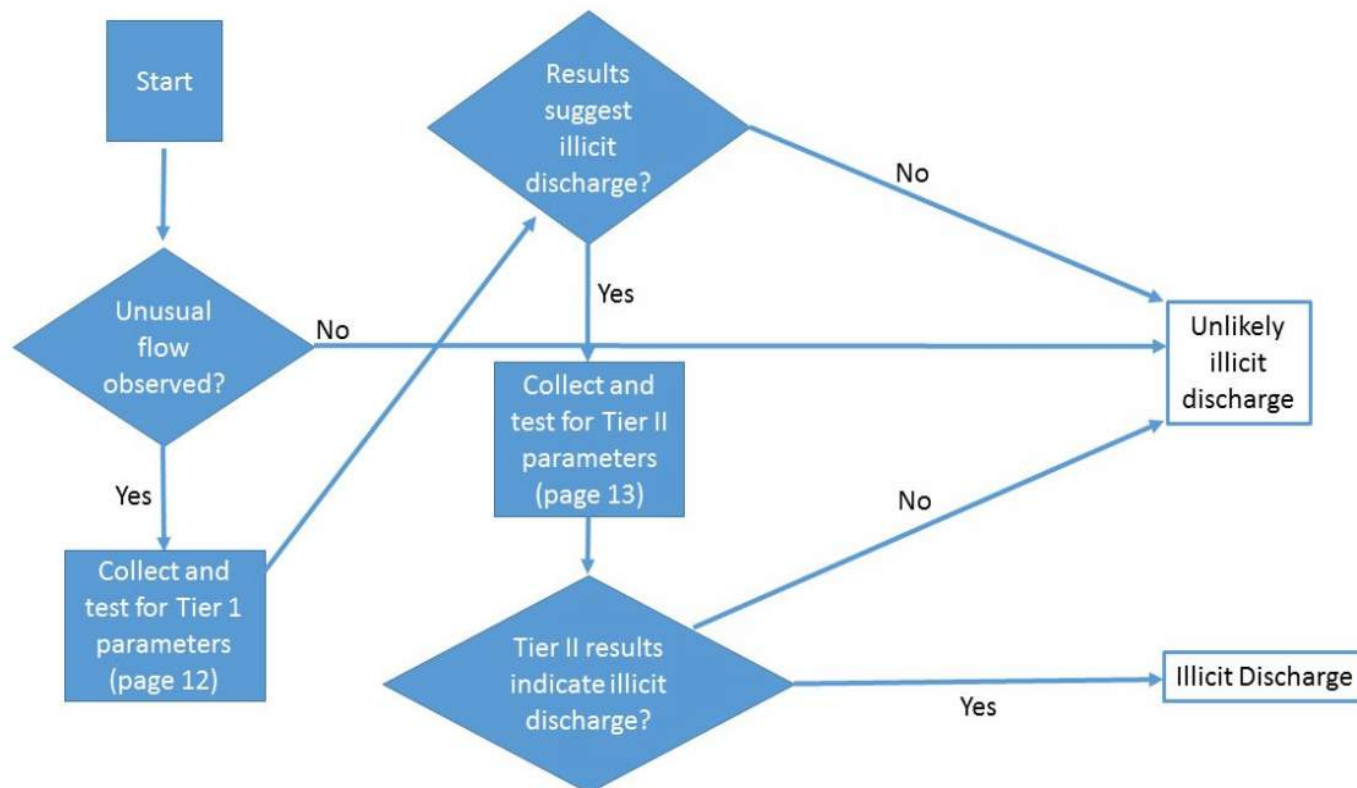 Start
Unusual
flow
observed?
No
Yes
Collect and
test for Tier 1
parameters
(page 12)
Results
suggest
illicit
discharge?
No
Yes
Collect and
test for Tier II
parameters
(page 13)
Tier II results
indicate illicit
discharge?
No
Yes
Unlikely
illicit
discharge
Illicit Discharge